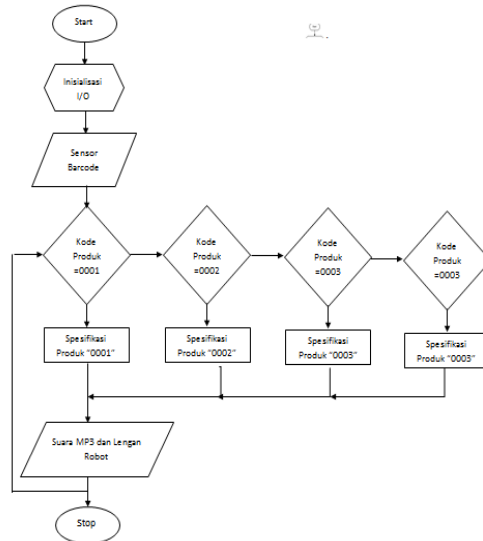 Start
Inisialisasi
I/O
Sensor
Barcode
Kode
Produk
=0001
Kode
Produk
=0002
Kode
Produk
=0003
Kode
Produk
=0003
Spesifikasi
Produk "0001"
Spesifikasi
Produk "0002"
Spesifikasi
Produk "0003"
Spesifikasi
Produk "0003"
Suara MP3 dan Lengan
Robot
Stop